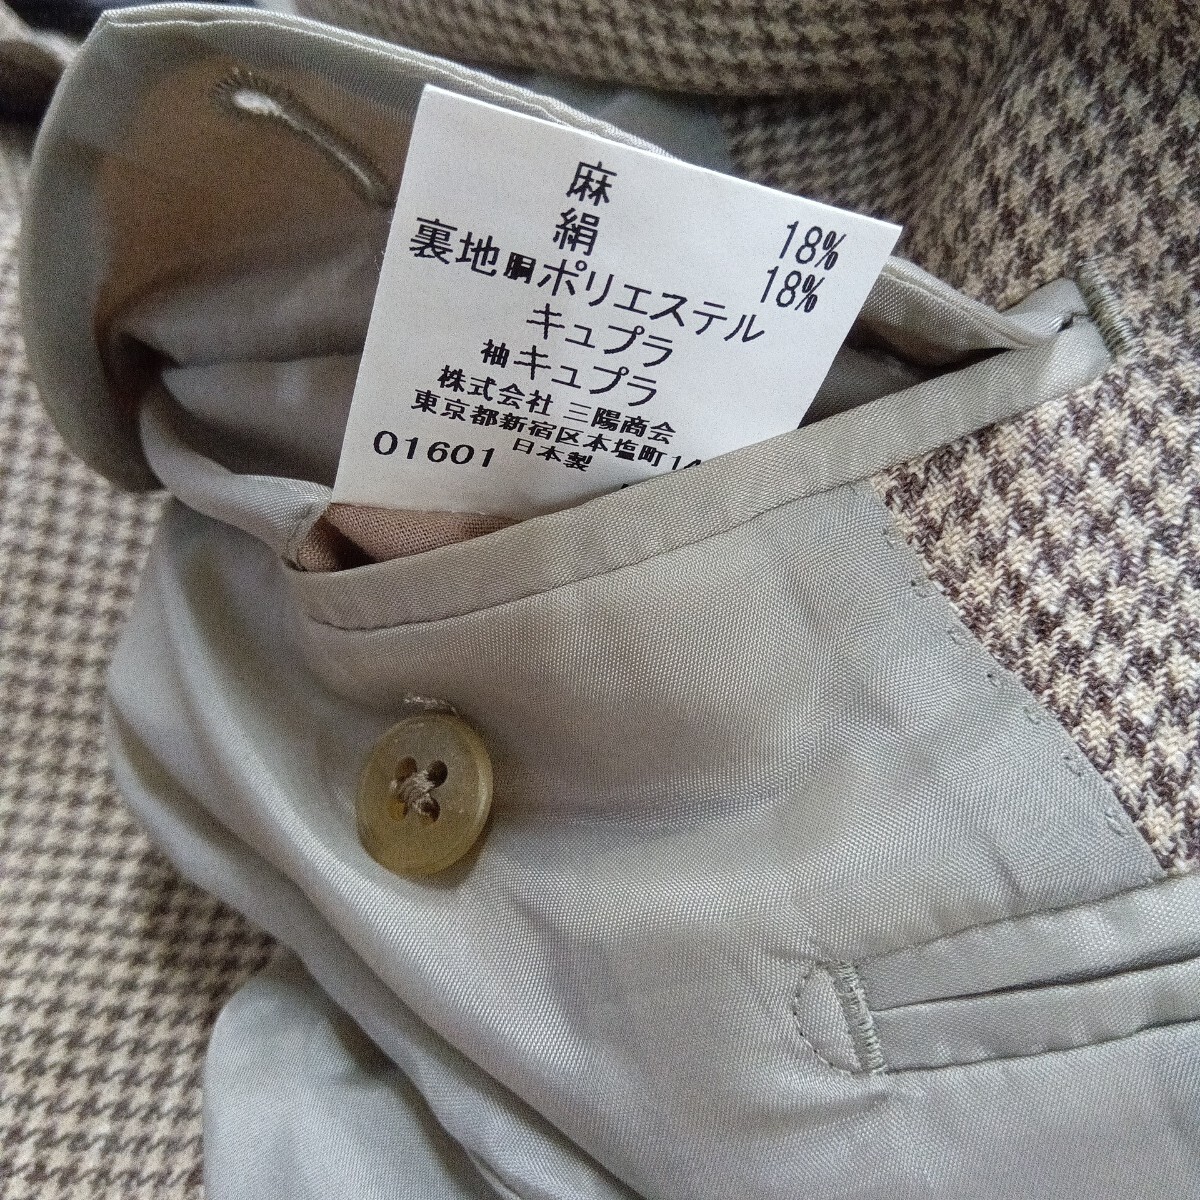 麻 18%
絹 18%
裏地胴ポリエステル
キュプラ
袖キュプラ
株式会社 三陽商会
東京都新宿区本塩町14
01601 日本製